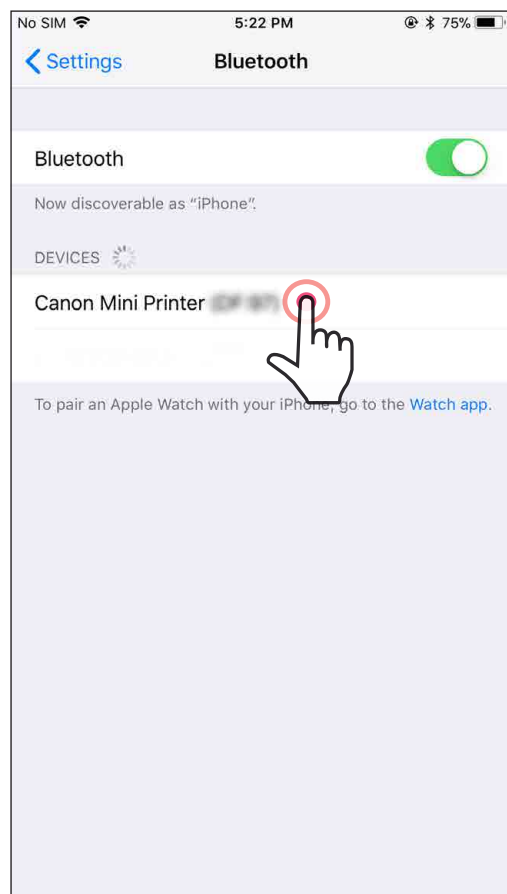 No SIM 5:22 PM 75%
Settings Bluetooth
Bluetooth
Now discoverable as “iPhone”.
DEVICES
Canon Mini Printer
To pair an Apple Watch with your iPhone, go to the Watch app.